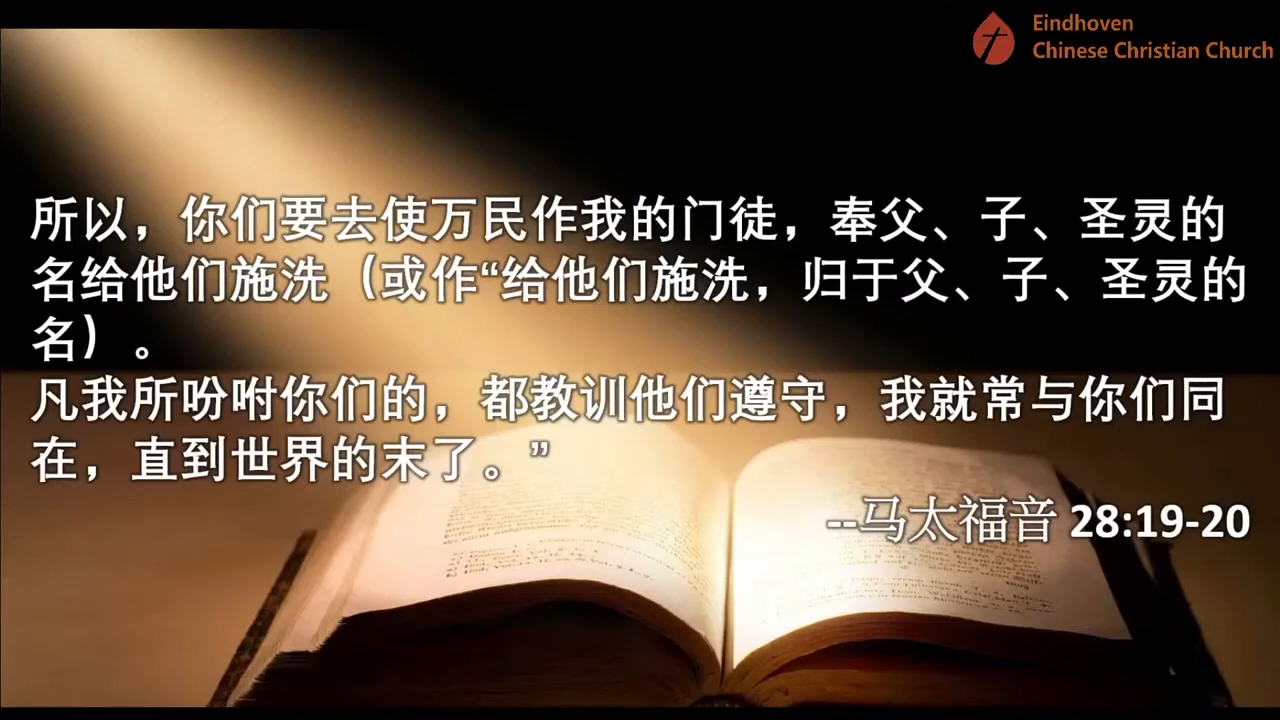 Eindhoven
Chinese Christian Church
所以，你们要去使万民作我的门徒，奉父、子、圣灵的
名给他们施洗（或作“给他们施洗，归于父、子、圣灵的
名）。
凡我所吩咐你们的，都教训他们遵守，我就常与你们同
在，直到世界的末了。”
--马太福音 28:19-20